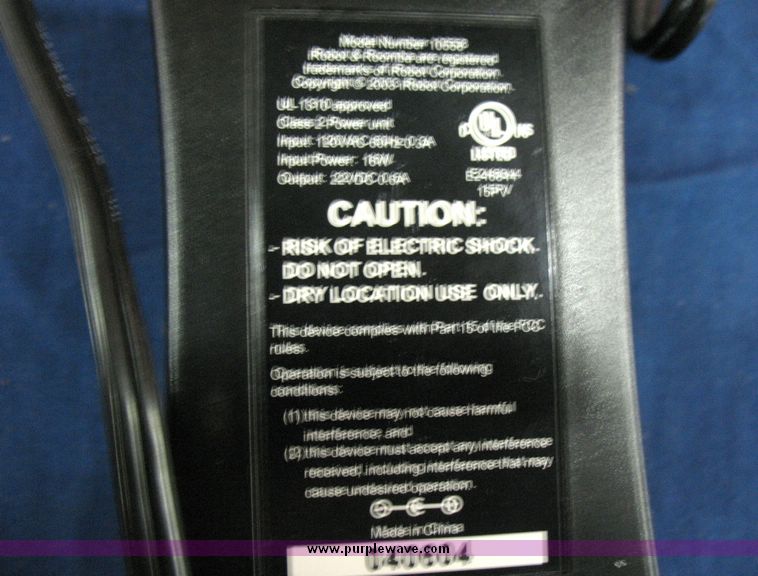 Model Number 10558
iRobot & Roomba are registered
trademarks of iRobot Corporation.
Copyright © 2003 iRobot Corporation.
UL 1310 approved
Class 2 Power unit
Input: 120VAC 60Hz 0.3A
Input Power: 16W
Output: 22VDC 0.6A
C UL US
LISTED
15PV
CAUTION:
- RISK OF ELECTRIC SHOCK.
DO NOT OPEN.
- DRY LOCATION USE ONLY.
This device complies with Part 15 of the FCC
rules.
Operation is subject to the following
conditions:
(1) this device may not cause harmful
interference, and
(2) this device must accept any interference
received, including interference that may
cause undesired operation.
Made in China
www.purplewave.com